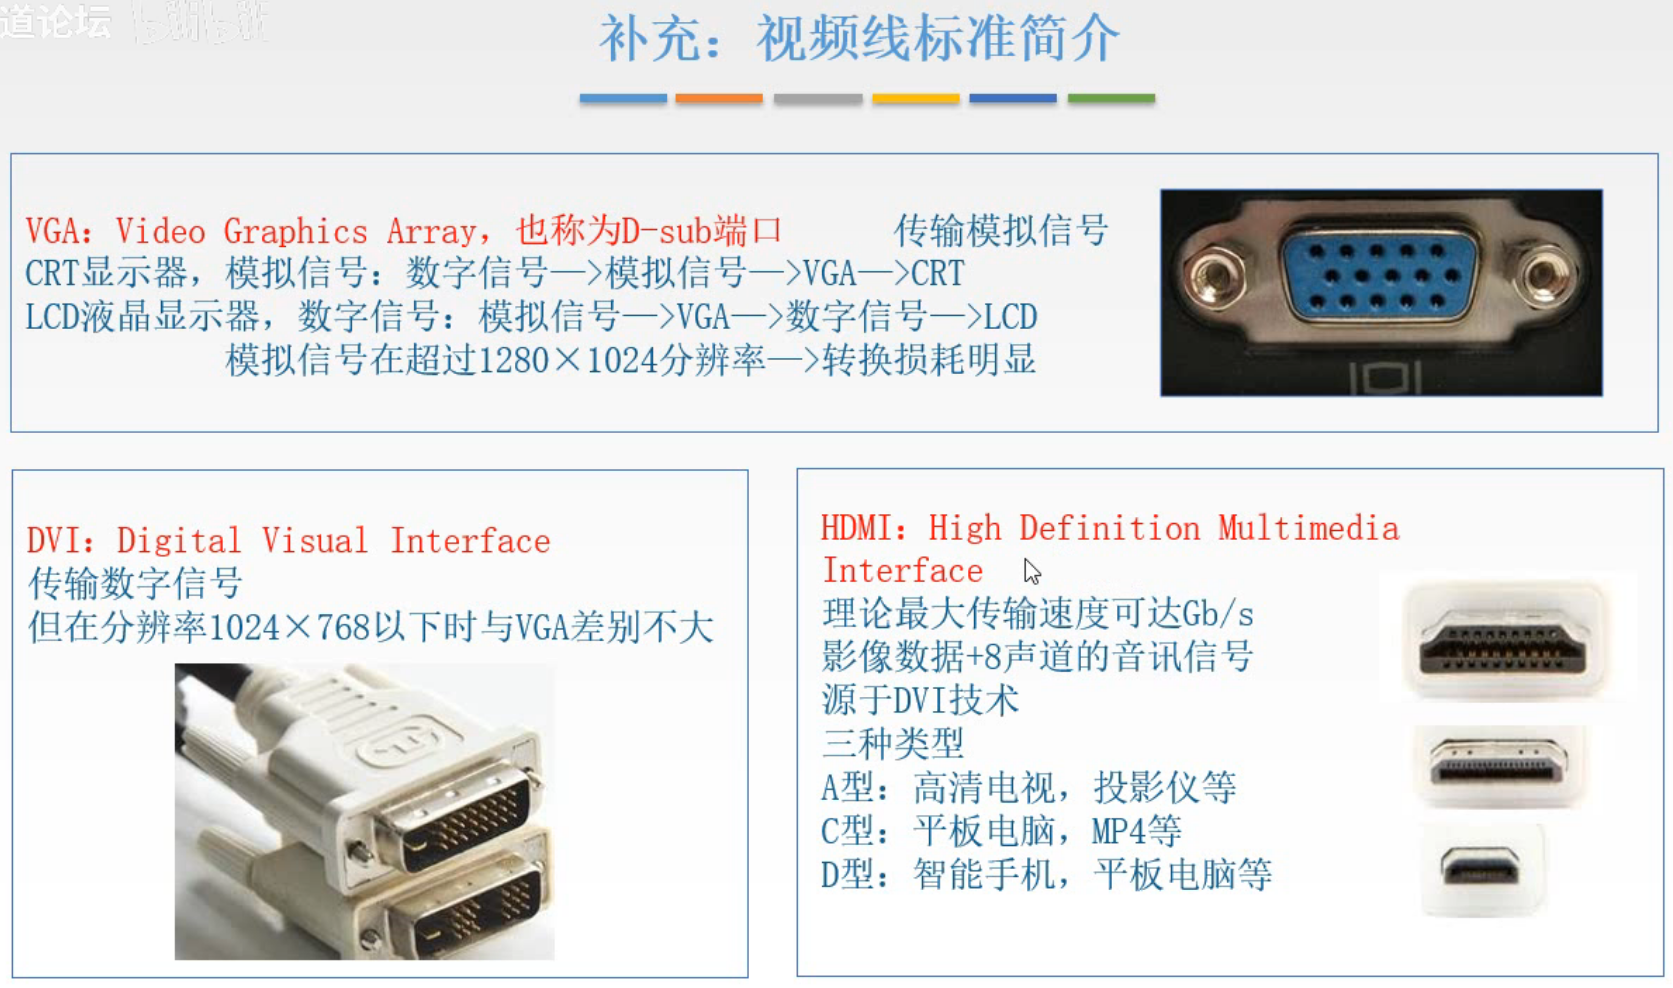 道论坛 bilibili
补充：视频线标准简介
VGA：Video Graphics Array，也称为D-sub端口 传输模拟信号
CRT显示器，模拟信号：数字信号—>模拟信号—>VGA—>CRT
LCD液晶显示器，数字信号：模拟信号—>VGA—>数字信号—>LCD
模拟信号在超过1280×1024分辨率—>转换损耗明显
DVI：Digital Visual Interface
传输数字信号
但在分辨率1024×768以下时与VGA差别不大
HDMI：High Definition Multimedia
Interface
理论最大传输速度可达Gb/s
影像数据+8声道的音讯信号
源于DVI技术
三种类型
A型：高清电视，投影仪等
C型：平板电脑，MP4等
D型：智能手机，平板电脑等